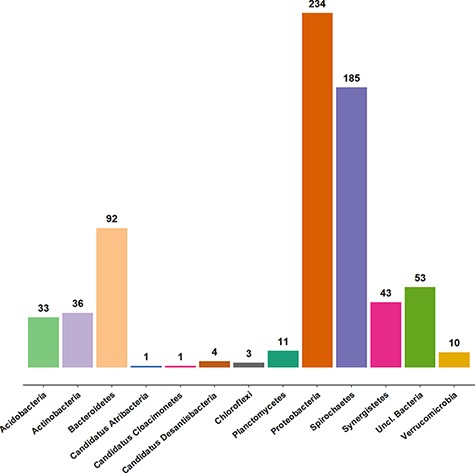 234
185
92
53
43
36
33
11
10
4
3
1
1
Acidobacteria
Actinobacteria
Bacteroidetes
Candidatus Atribacteria
Candidatus Cloacimonetes
Candidatus Desantisbacteria
Chloroflexi
Planctomycetes
Proteobacteria
Spirochaetes
Synergistetes
Uncl. Bacteria
Verrucomicrobia